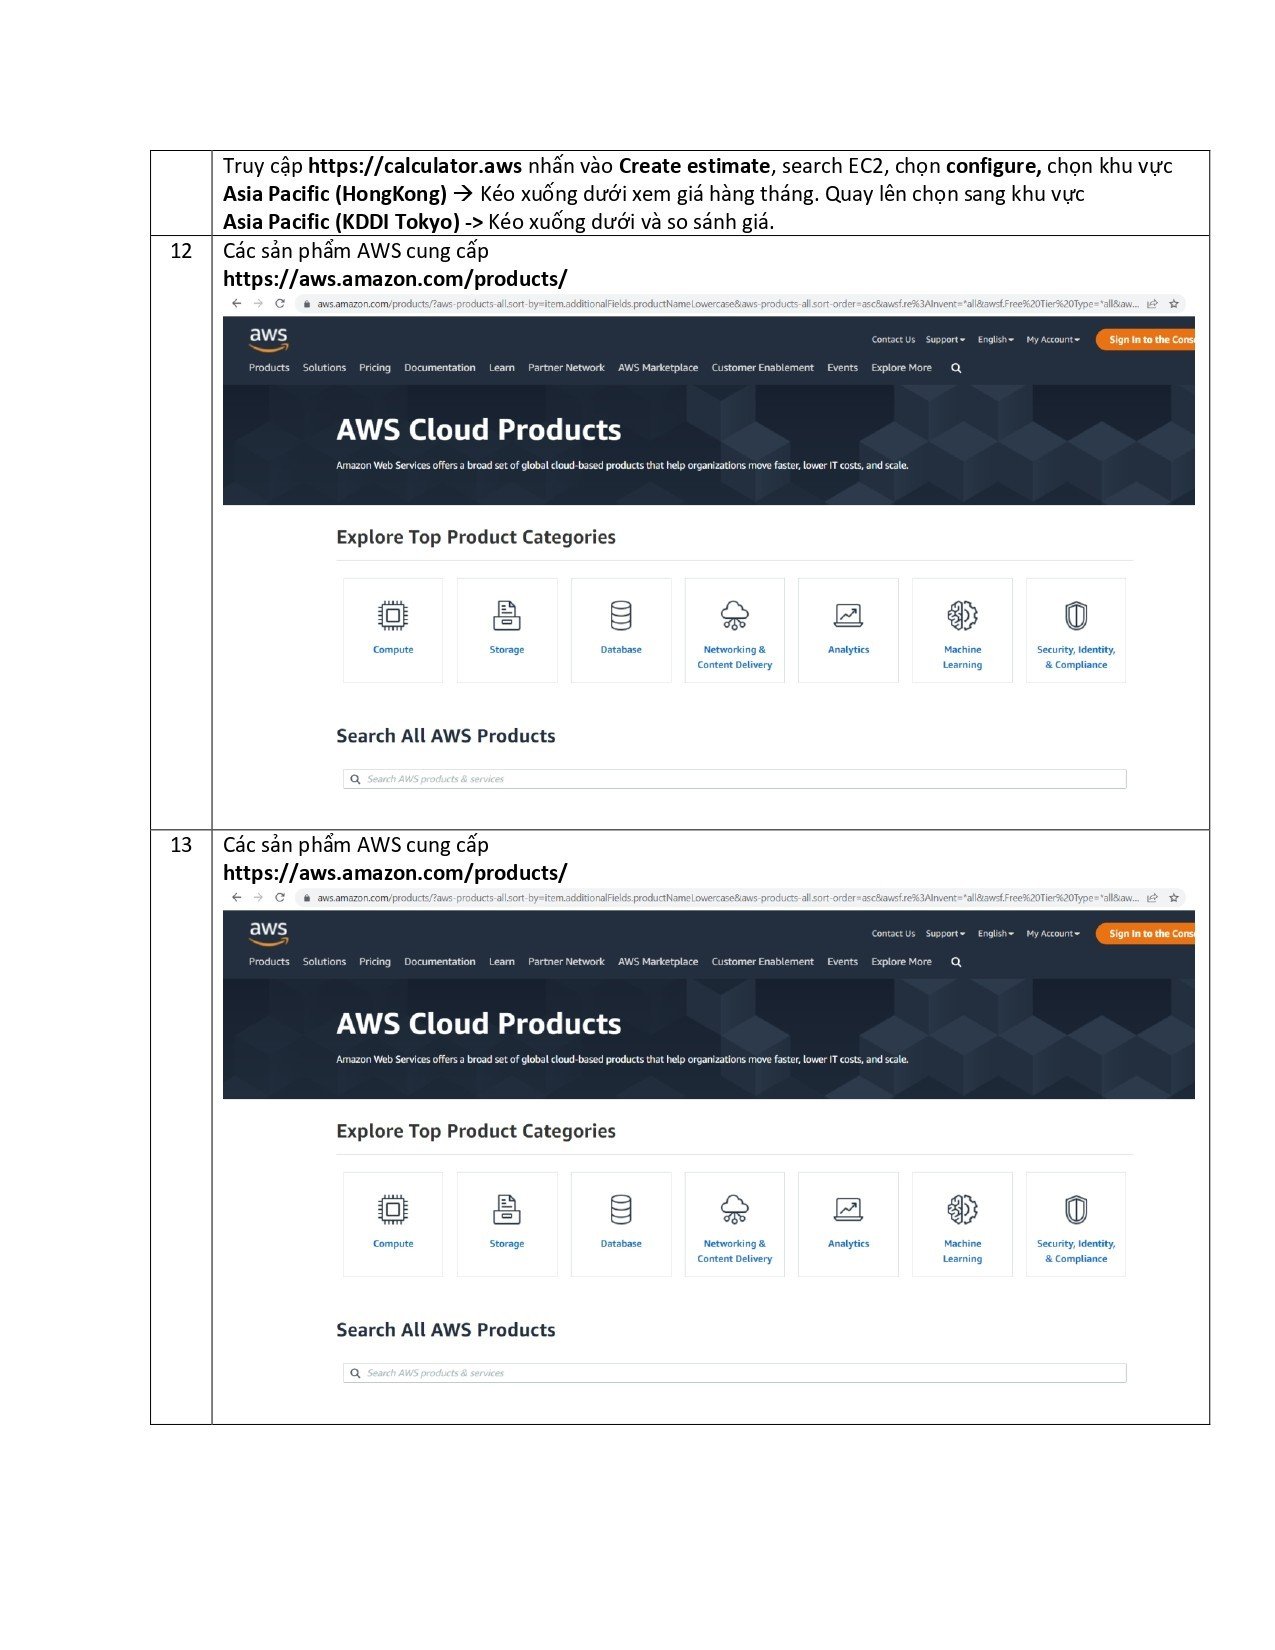 Truy cập https://calculator.aws nhấn vào Create estimate, search EC2, chọn configure, chọn khu vực
Asia Pacific (HongKong) → Kéo xuống dưới xem giá hàng tháng. Quay lên chọn sang khu vực
Asia Pacific (KDDI Tokyo) -> Kéo xuống dưới và so sánh giá.
12
Các sản phẩm AWS cung cấp
https://aws.amazon.com/products/
aws.amazon.com/products/?aws-products-all.sort-by=item.additionalFields.productNameLowercase&aws-products-all.sort-order=asc&awsf.re%3AInvent=*all&awsf.Free%20Tier%20Type=*all&aw...
aws
Contact Us Support English My Account Sign In to the Cons
Products Solutions Pricing Documentation Learn Partner Network AWS Marketplace Customer Enablement Events Explore More
AWS Cloud Products
Amazon Web Services offers a broad set of global cloud-based products that help organizations move faster, lower IT costs, and scale.
Explore Top Product Categories
Compute Storage Database Networking & Analytics Machine Security, Identity,
Content Delivery Learning & Compliance
Search All AWS Products
Search AWS products & services
13
Các sản phẩm AWS cung cấp
https://aws.amazon.com/products/
aws.amazon.com/products/?aws-products-all.sort-by=item.additionalFields.productNameLowercase&aws-products-all.sort-order=asc&awsf.re%3AInvent=*all&awsf.Free%20Tier%20Type=*all&aw...
aws
Contact Us Support English My Account Sign In to the Cons
Products Solutions Pricing Documentation Learn Partner Network AWS Marketplace Customer Enablement Events Explore More
AWS Cloud Products
Amazon Web Services offers a broad set of global cloud-based products that help organizations move faster, lower IT costs, and scale.
Explore Top Product Categories
Compute Storage Database Networking & Analytics Machine Security, Identity,
Content Delivery Learning & Compliance
Search All AWS Products
Search AWS products & services